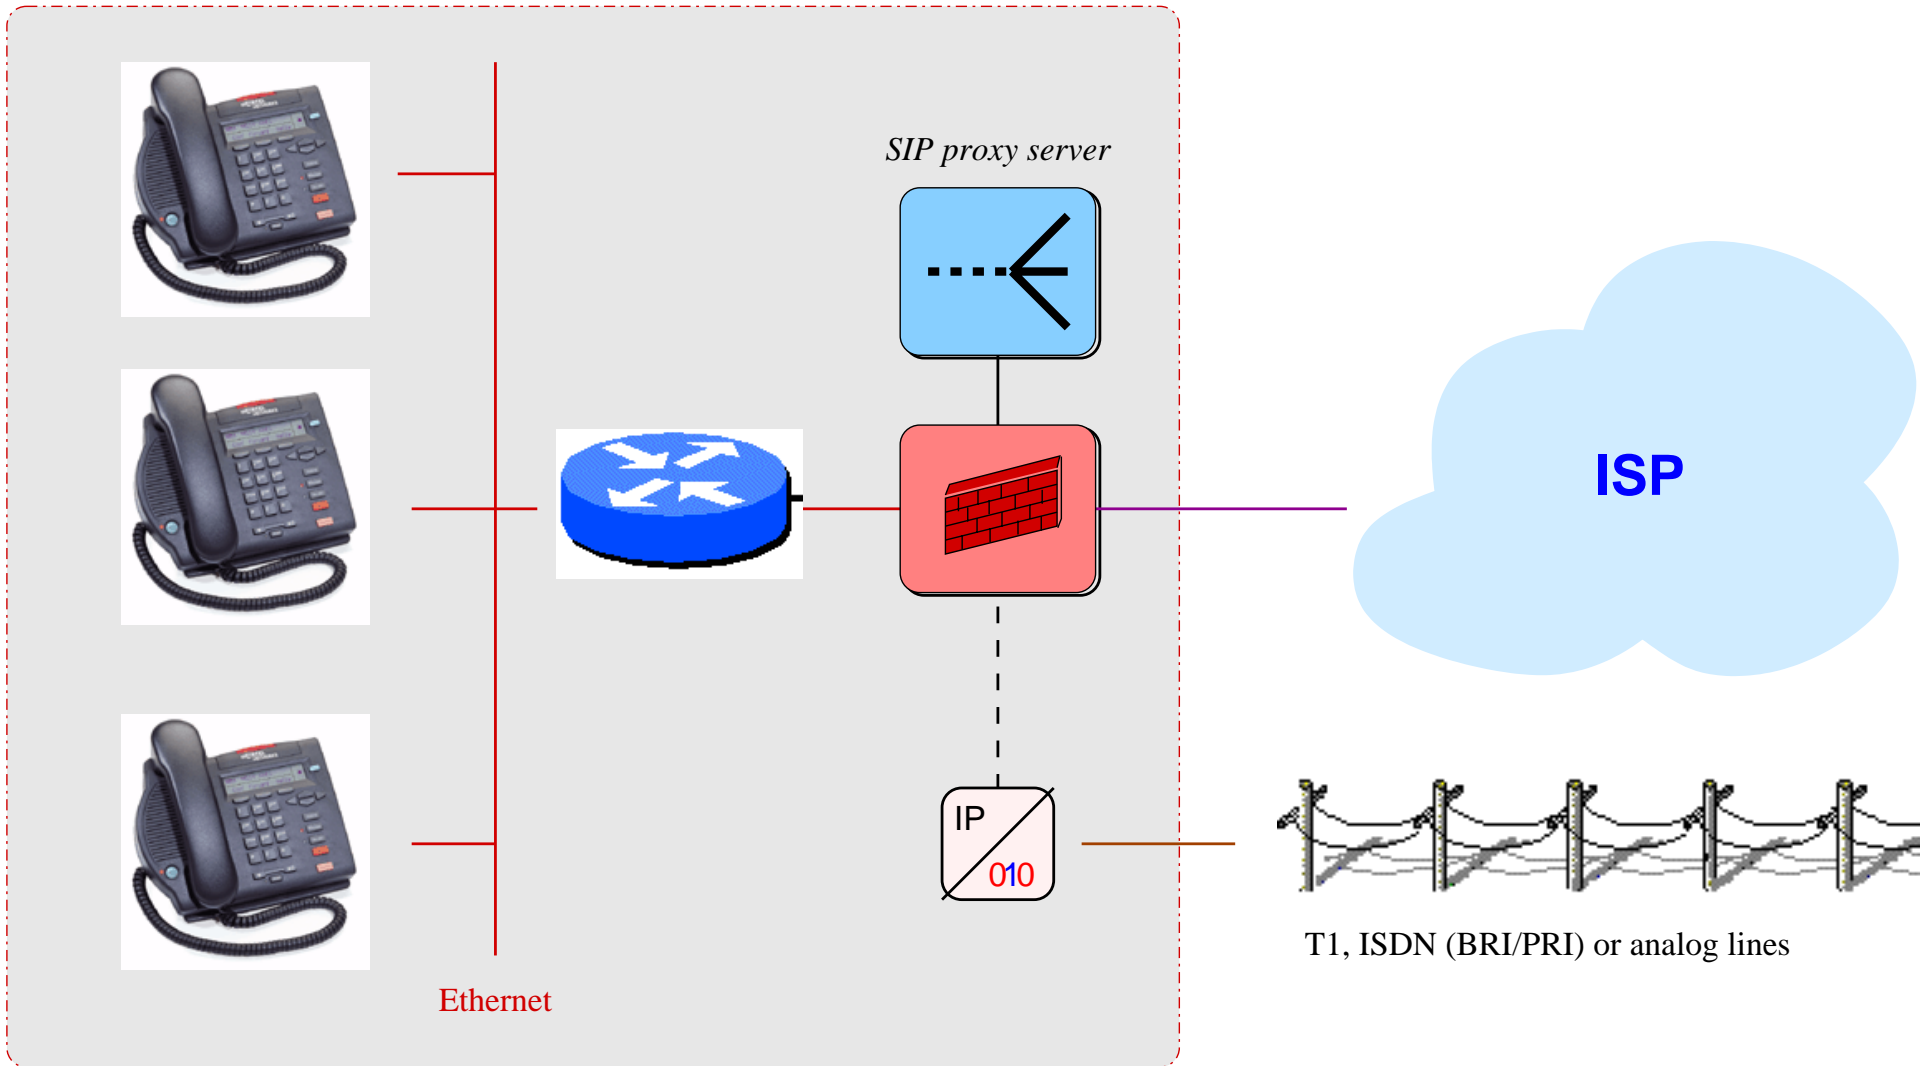 SIP proxy server
ISP
IP
010
T1, ISDN (BRI/PRI) or analog lines
Ethernet